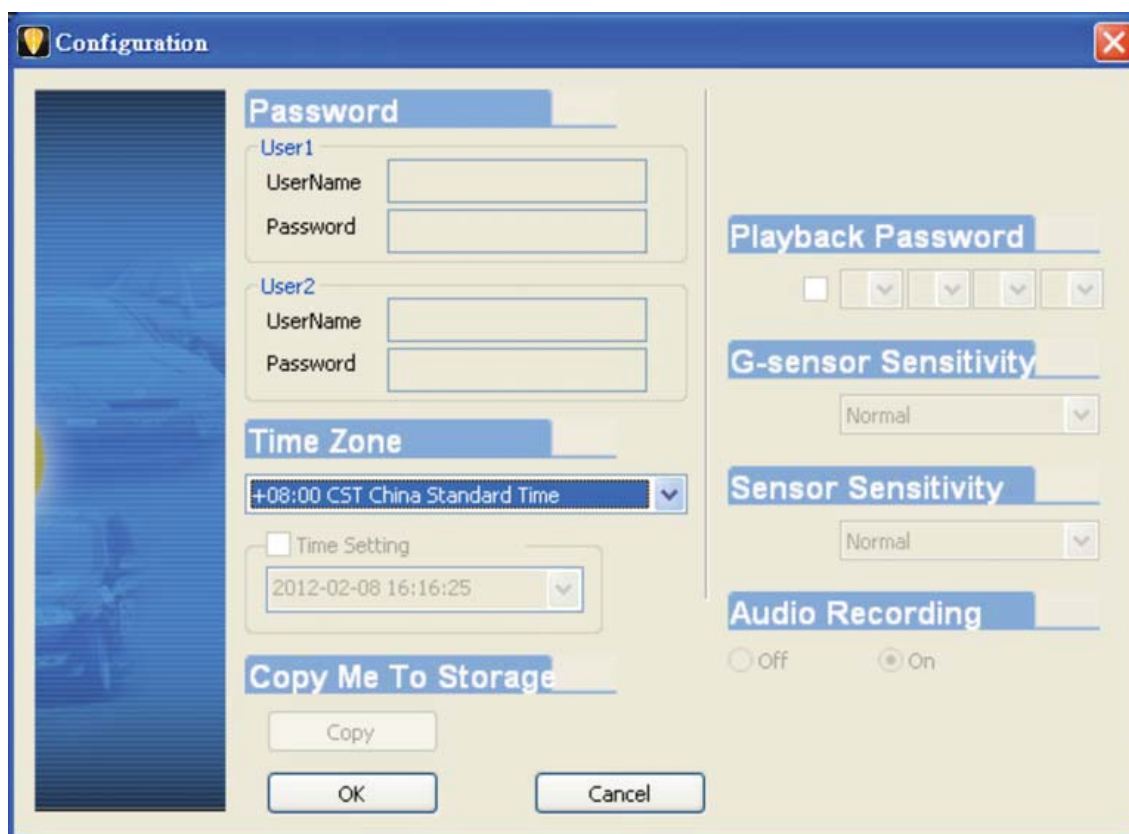 Configuration
Password
User1
UserName
Password
User2
UserName
Password
Time Zone
+08:00 CST China Standard Time
Time Setting
2012-02-08 16:16:25
Copy Me To Storage
Copy
OK
Cancel
Playback Password
G-sensor Sensitivity
Normal
Sensor Sensitivity
Normal
Audio Recording
Off On